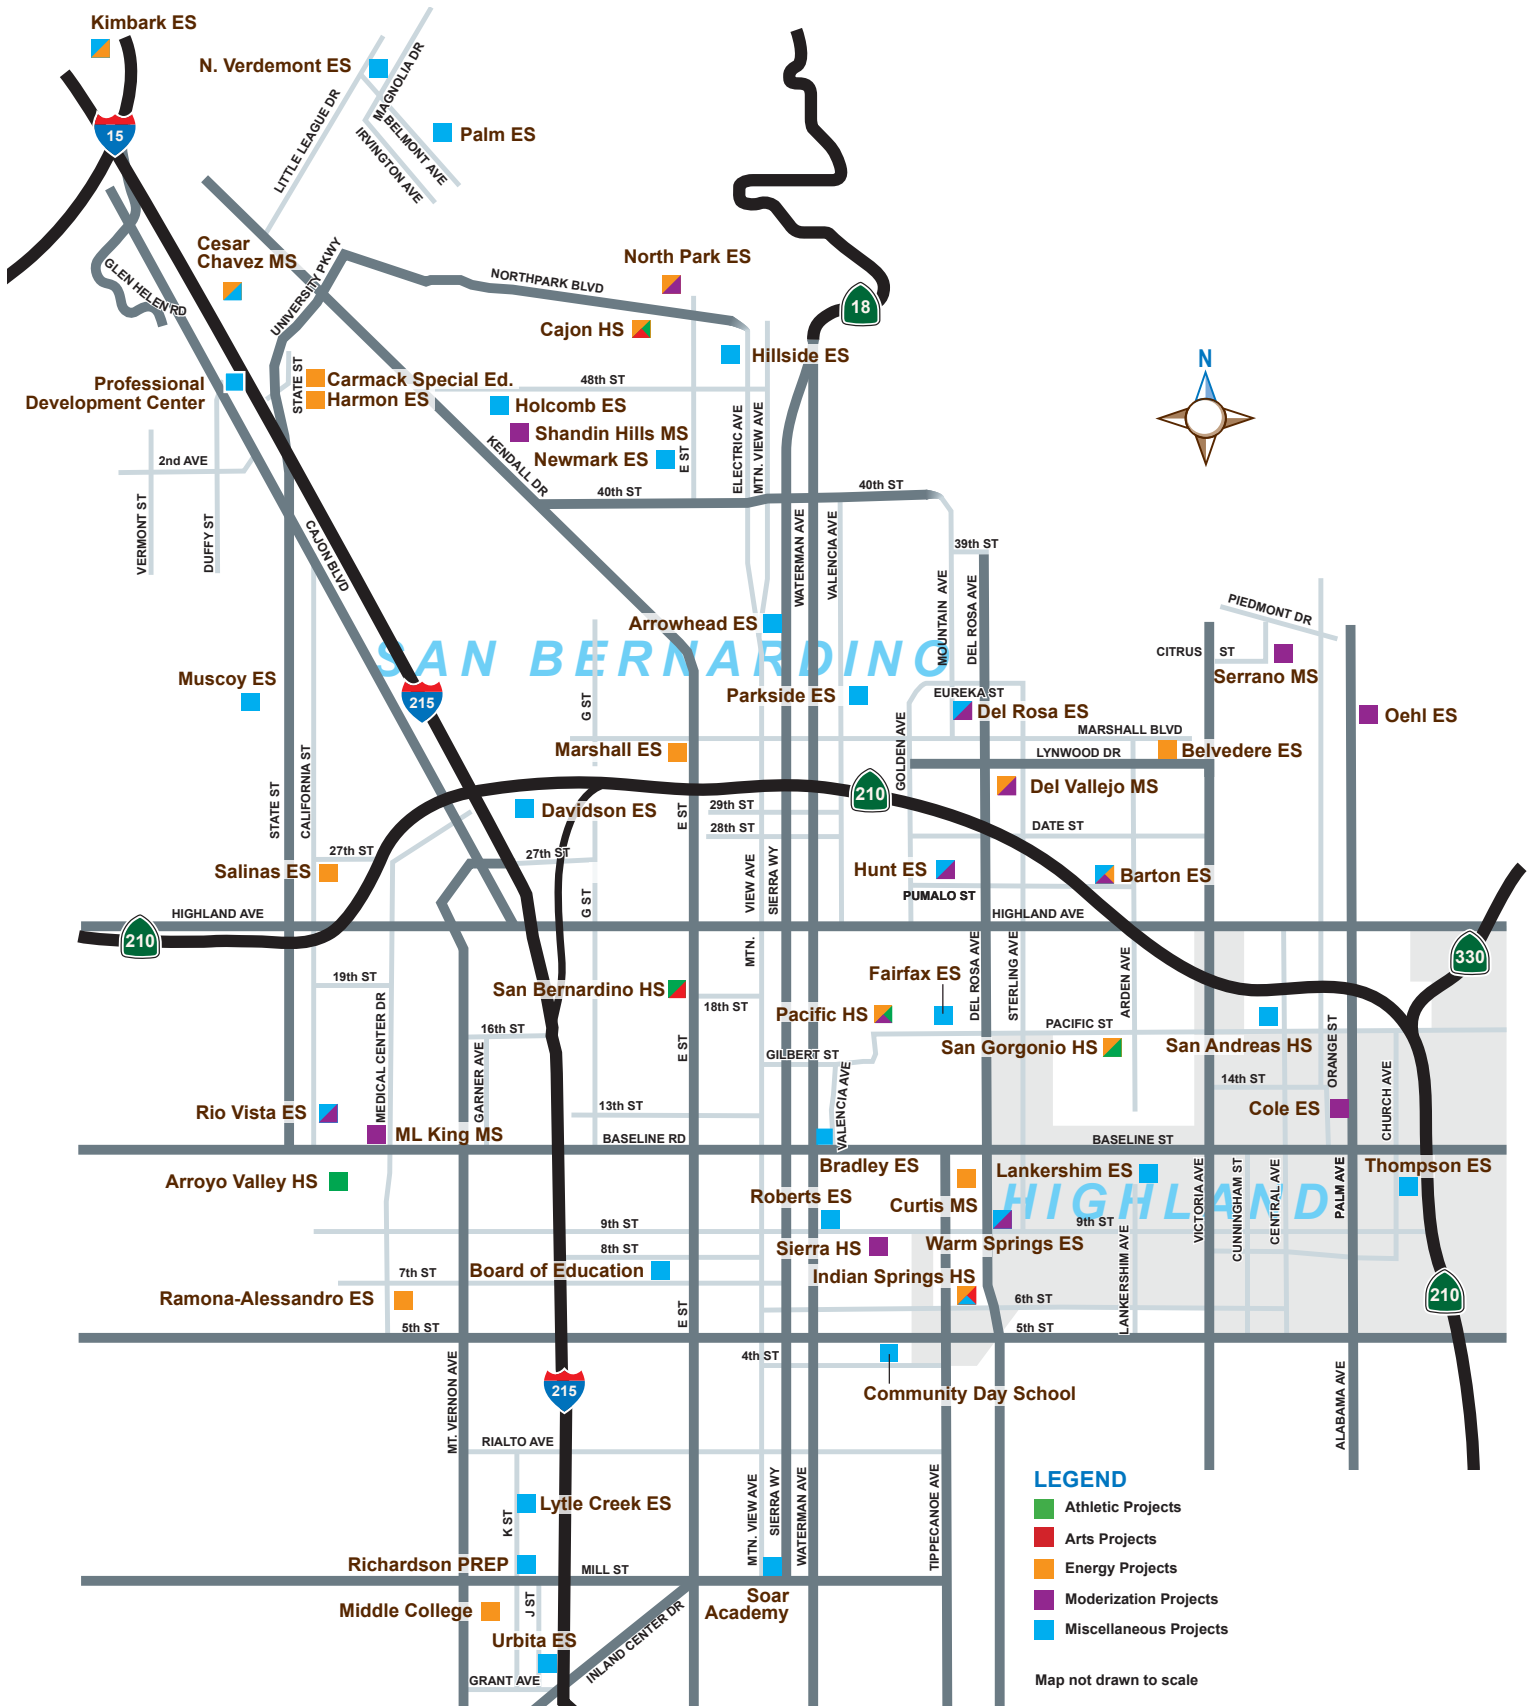 Kimbark ES
N. Verdemont ES
MAGNOLIA DR
LITTLE LEAGUE DR
BELMONT AVE
IRVINGTON AVE
Palm ES
15
Cesar
Chavez MS
GLEN HELEN RD
UNIVERSITY PKWY
NORTHPARK BLVD
North Park ES
18
Cajon HS
Hillside ES
N
Professional
Development Center
STATE ST
Carmack Special Ed.
Harmon ES
48th ST
Holcomb ES
Shandin Hills MS
Newmark ES
E ST
ELECTRIC AVE
MTN. VIEW AVE
KENDALL DR
2nd AVE
40th ST
40th ST
VERMONT ST
DUFFY ST
CAJON BLVD
WATERMAN AVE
VALENCIA AVE
39th ST
MOUNTAIN AVE
DEL ROSA AVE
PIEDMONT DR
Arrowhead ES
SAN BERNARDINO
CITRUS ST
Serrano MS
Muscoy ES
215
G ST
Parkside ES
EUREKA ST
Del Rosa ES
Oehl ES
GOLDEN AVE
MARSHALL BLVD
Marshall ES
LYNWOOD DR
Belvedere ES
STATE ST
CALIFORNIA ST
210
Del Vallejo MS
Davidson ES
E ST
29th ST
28th ST
DATE ST
27th ST
27th ST
Salinas ES
Hunt ES
Barton ES
PUMALO ST
G ST
MTN. VIEW AVE
SIERRA WY
HIGHLAND AVE
HIGHLAND AVE
210
330
19th ST
MEDICAL CENTER DR
San Bernardino HS
18th ST
Fairfax ES
DEL ROSA AVE
STERLING AVE
ARDEN AVE
Pacific HS
PACIFIC ST
San Gorgonio HS
San Andreas HS
16th ST
GARNER AVE
E ST
GILBERT ST
VALENCIA AVE
14th ST
ORANGE ST
CHURCH AVE
Rio Vista ES
13th ST
Cole ES
ML King MS
BASELINE RD
BASELINE ST
Bradley ES
Arroyo Valley HS
Lankershim ES
Thompson ES
Curtis MS
Roberts ES
HIGHLAND
VICTORIA AVE
CUNNINGHAM ST
CENTRAL AVE
PALM AVE
9th ST
9th ST
Sierra HS
Warm Springs ES
8th ST
7th ST
Board of Education
Indian Springs HS
LANKERSHIM AVE
210
Ramona-Alessandro ES
E ST
6th ST
5th ST
5th ST
4th ST
MT. VERNON AVE
215
Community Day School
ALABAMA AVE
RIALTO AVE
K ST
Lytle Creek ES
MTN. VIEW AVE
SIERRA WY
WATERMAN AVE
TIPPECANOE AVE
Richardson PREP
MILL ST
Soar
Academy
Middle College
J ST
Urbita ES
INLAND CENTER DR
GRANT AVE
LEGEND
Athletic Projects
Arts Projects
Energy Projects
Moderization Projects
Miscellaneous Projects
Map not drawn to scale